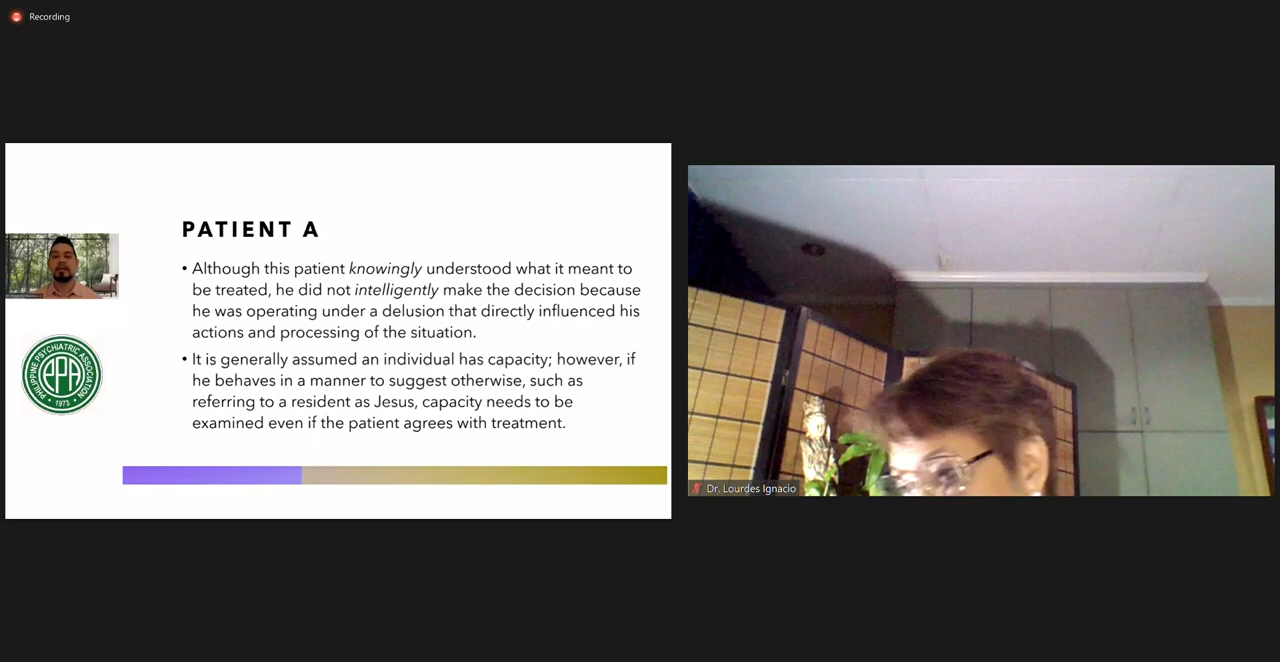 Recording
PATIENT A
• Although this patient knowingly understood what it meant to
be treated, he did not intelligently make the decision because
he was operating under a delusion that directly influenced his
actions and processing of the situation.
• It is generally assumed an individual has capacity; however, if
he behaves in a manner to suggest otherwise, such as
referring to a resident as Jesus, capacity needs to be
examined even if the patient agrees with treatment.
PHILIPPINE PSYCHIATRIC ASSOCIATION
PPA
• 1973 •
Dr. Lourdes Ignacio